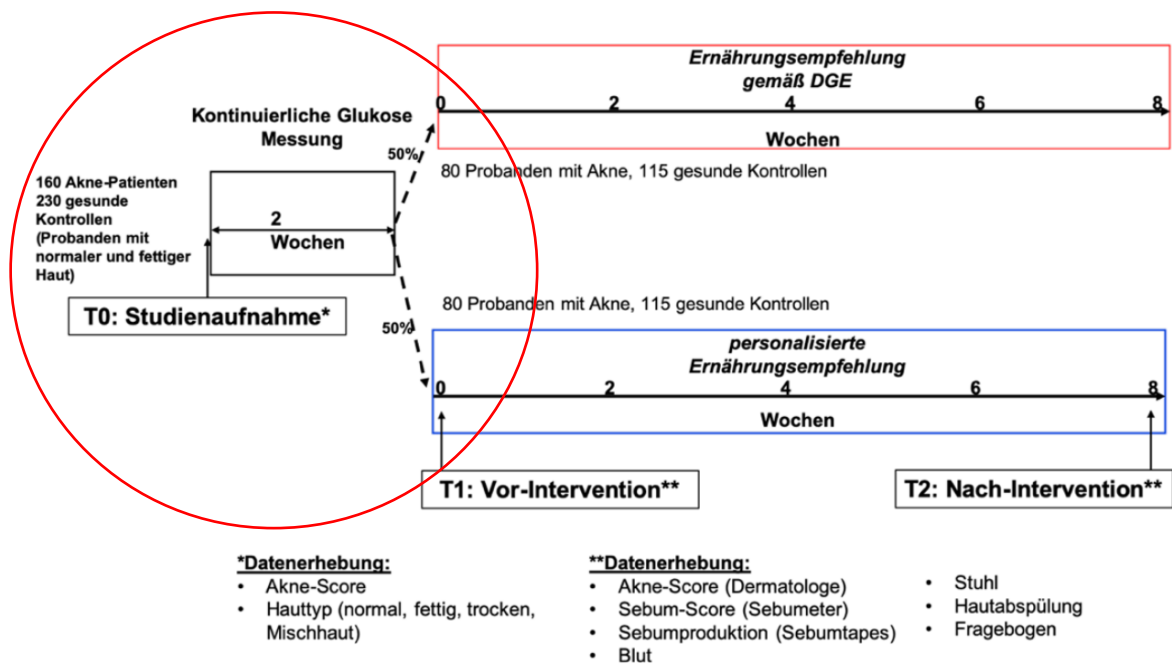 Ernährungsempfehlung
gemäß DGE
0 2 4 6 8
Wochen
Kontinuierliche Glukose
Messung
50%
80 Probanden mit Akne, 115 gesunde Kontrollen
160 Akne-Patienten
230 gesunde
Kontrollen
(Probanden mit
normaler und fettiger
Haut)
2
Wochen
T0: Studienaufnahme*
80 Probanden mit Akne, 115 gesunde Kontrollen
50%
personalisierte
Ernährungsempfehlung
0 2 4 6 8
Wochen
T1: Vor-Intervention**
T2: Nach-Intervention**
*Datenerhebung:
• Akne-Score
• Hauttyp (normal, fettig, trocken,
Mischhaut)
**Datenerhebung:
• Akne-Score (Dermatologe)
• Sebum-Score (Sebumeter)
• Sebumproduktion (Sebumtapes)
• Blut
• Stuhl
• Hautabspülung
• Fragebogen